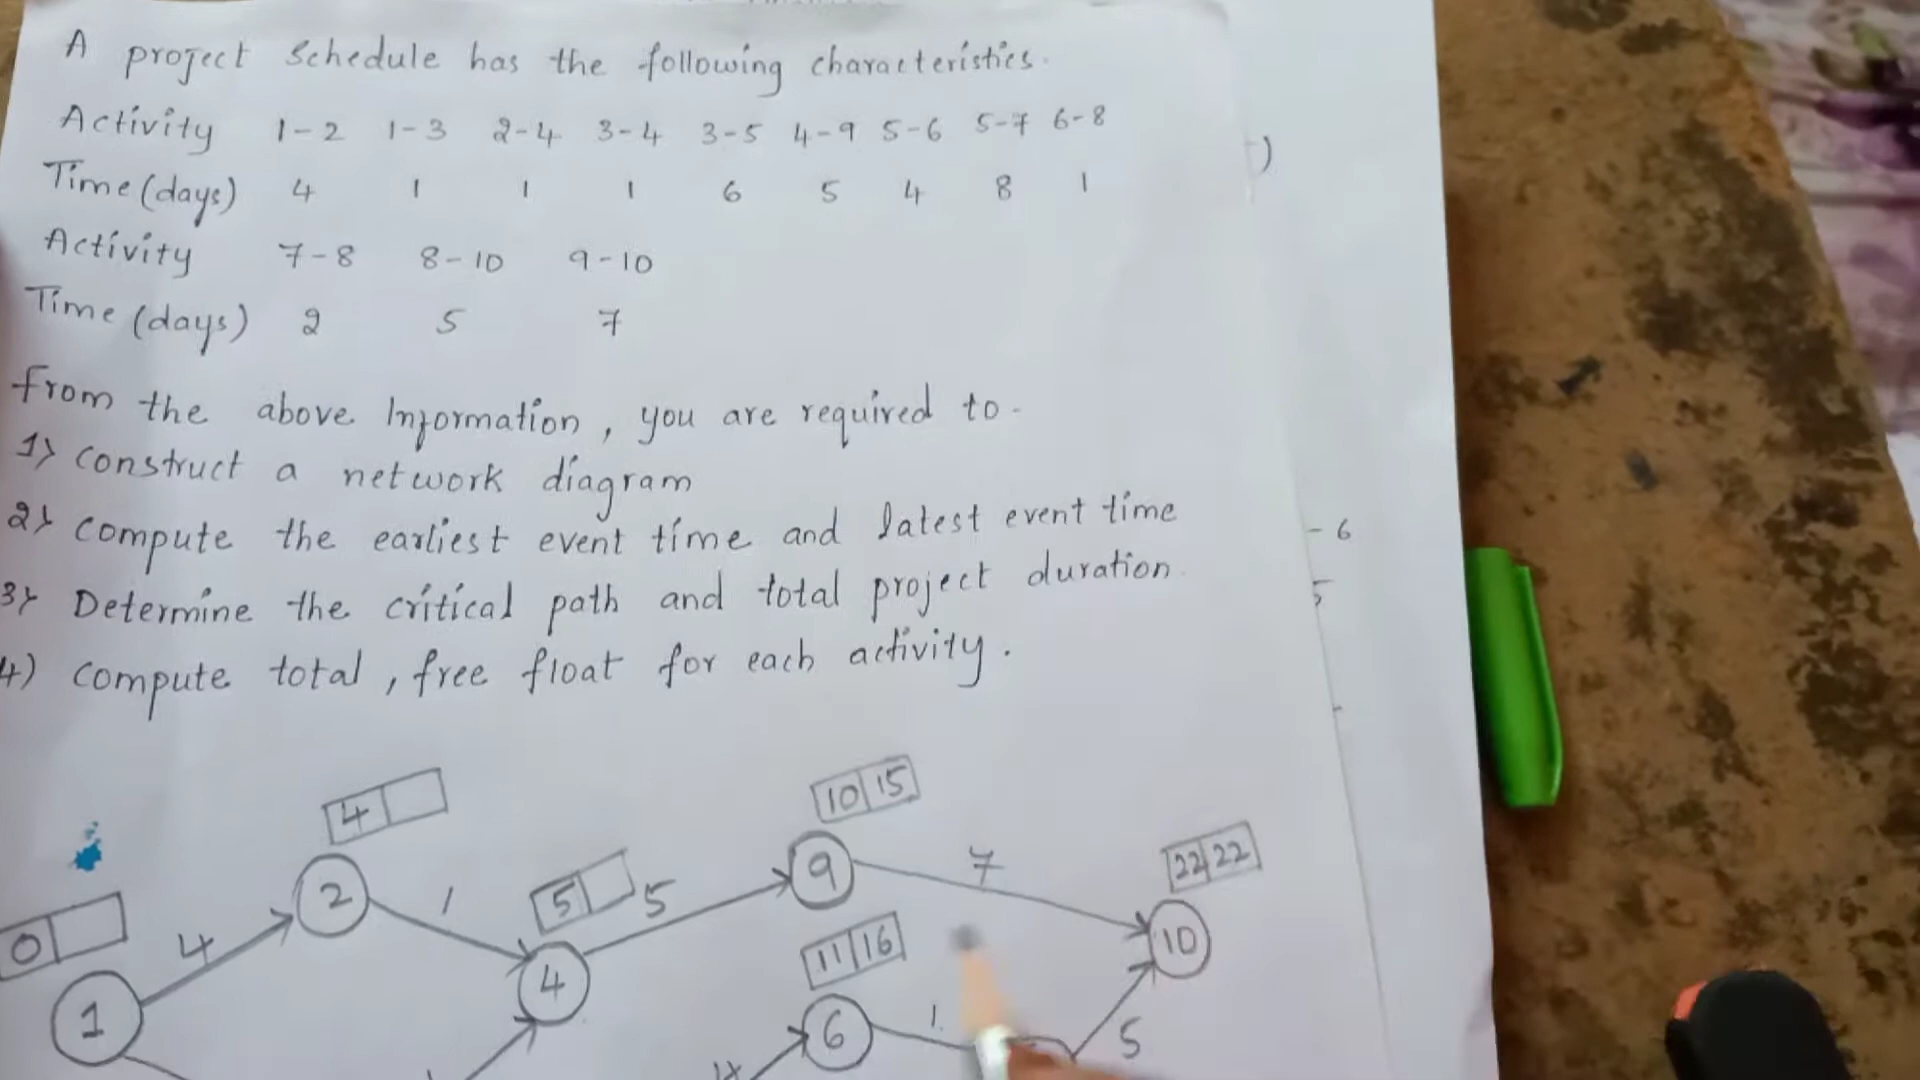 A project Schedule has the following characteristics.
Activity 1-2 1-3 2-4 3-4 3-5 4-9 5-6 5-7 6-8
Time (days) 4 1 1 1 6 5 4 8 1
Activity 7-8 8-10 9-10
Time (days) 2 5 7
from the above Information, you are required to -
1) construct a network diagram
2) compute the earliest event time and latest event time
3) Determine the critical path and total project duration.
4) compute total, free float for each activity.
- 6
5
4
10 15
22 22
0
4
2
1
5
5
9
7
11 16
10
1
4
6
1.
5
4